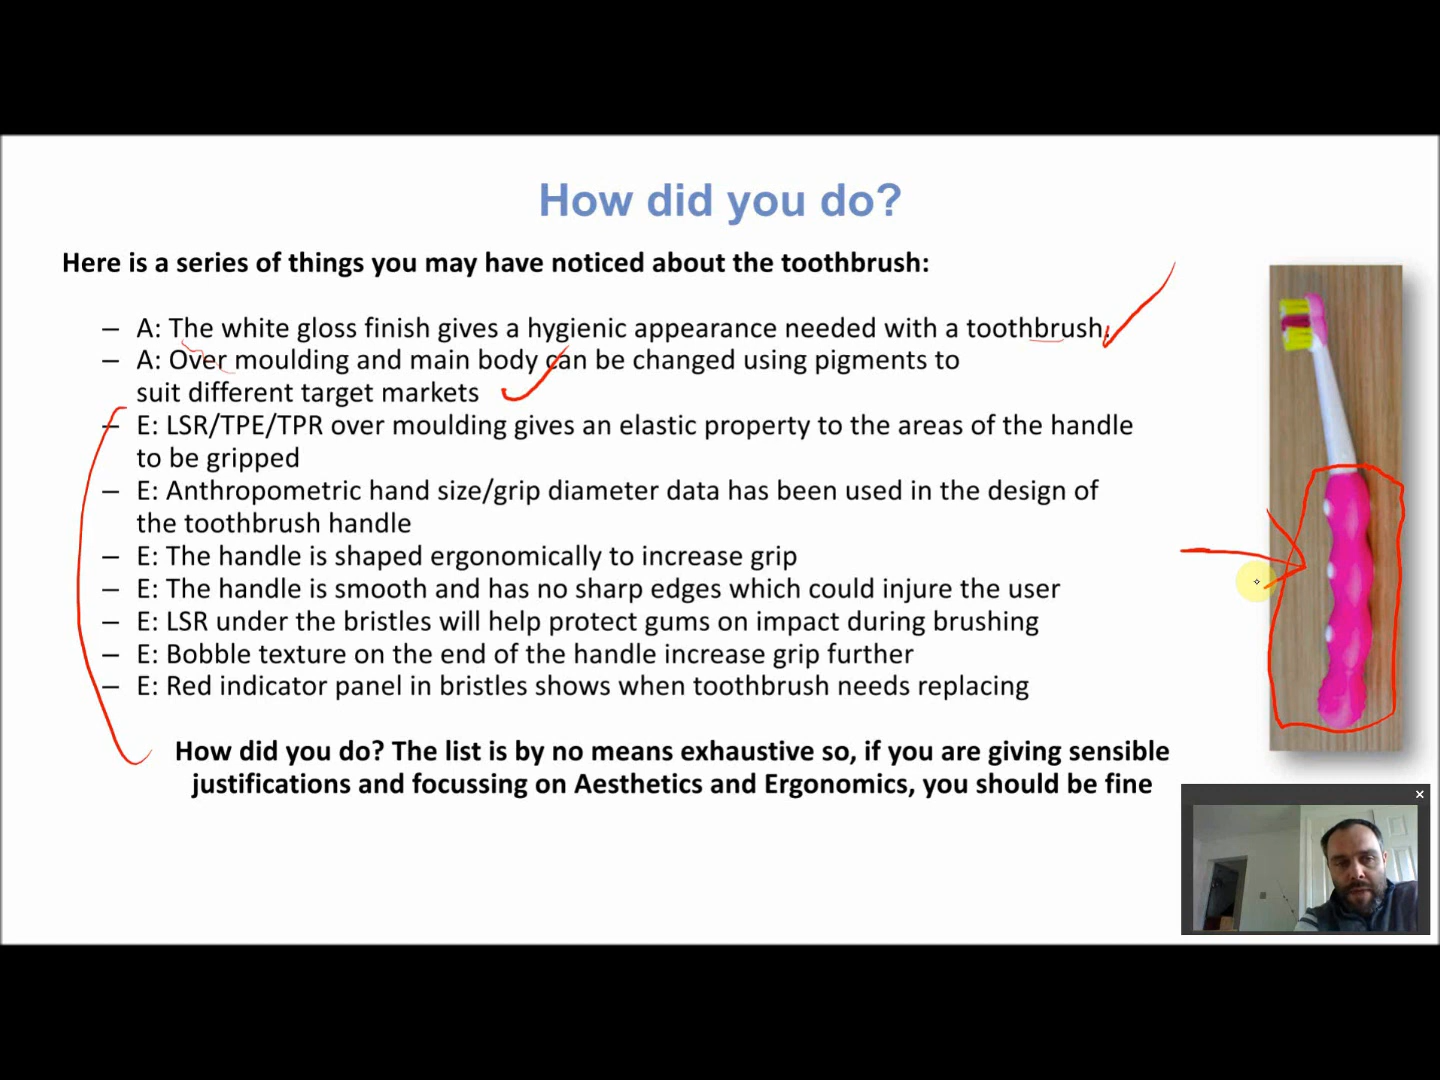 How did you do?
Here is a series of things you may have noticed about the toothbrush:
– A: The white gloss finish gives a hygienic appearance needed with a toothbrush.
– A: Over moulding and main body can be changed using pigments to
suit different target markets
– E: LSR/TPE/TPR over moulding gives an elastic property to the areas of the handle
to be gripped
– E: Anthropometric hand size/grip diameter data has been used in the design of
the toothbrush handle
– E: The handle is shaped ergonomically to increase grip
– E: The handle is smooth and has no sharp edges which could injure the user
– E: LSR under the bristles will help protect gums on impact during brushing
– E: Bobble texture on the end of the handle increase grip further
– E: Red indicator panel in bristles shows when toothbrush needs replacing
How did you do? The list is by no means exhaustive so, if you are giving sensible
justifications and focussing on Aesthetics and Ergonomics, you should be fine